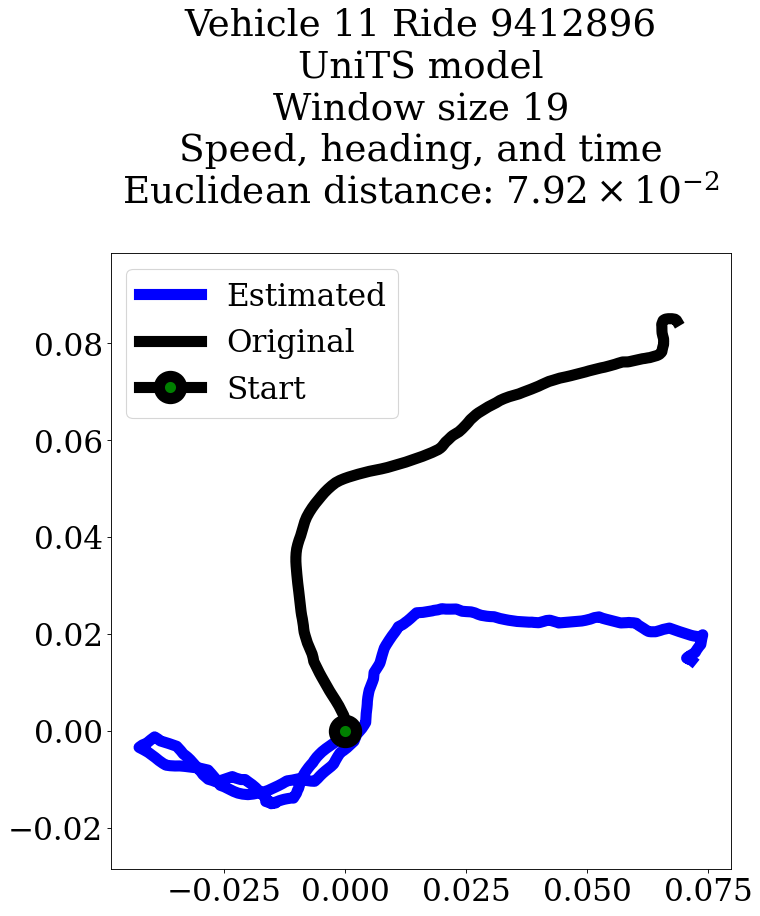 Vehicle 11 Ride 9412896
UniTS model
Window size 19
Speed, heading, and time
Euclidean distance: 7.92 × 10⁻²
Estimated
Original
Start
0.08
0.06
0.04
0.02
0.00
−0.02
−0.025 0.000 0.025 0.050 0.075